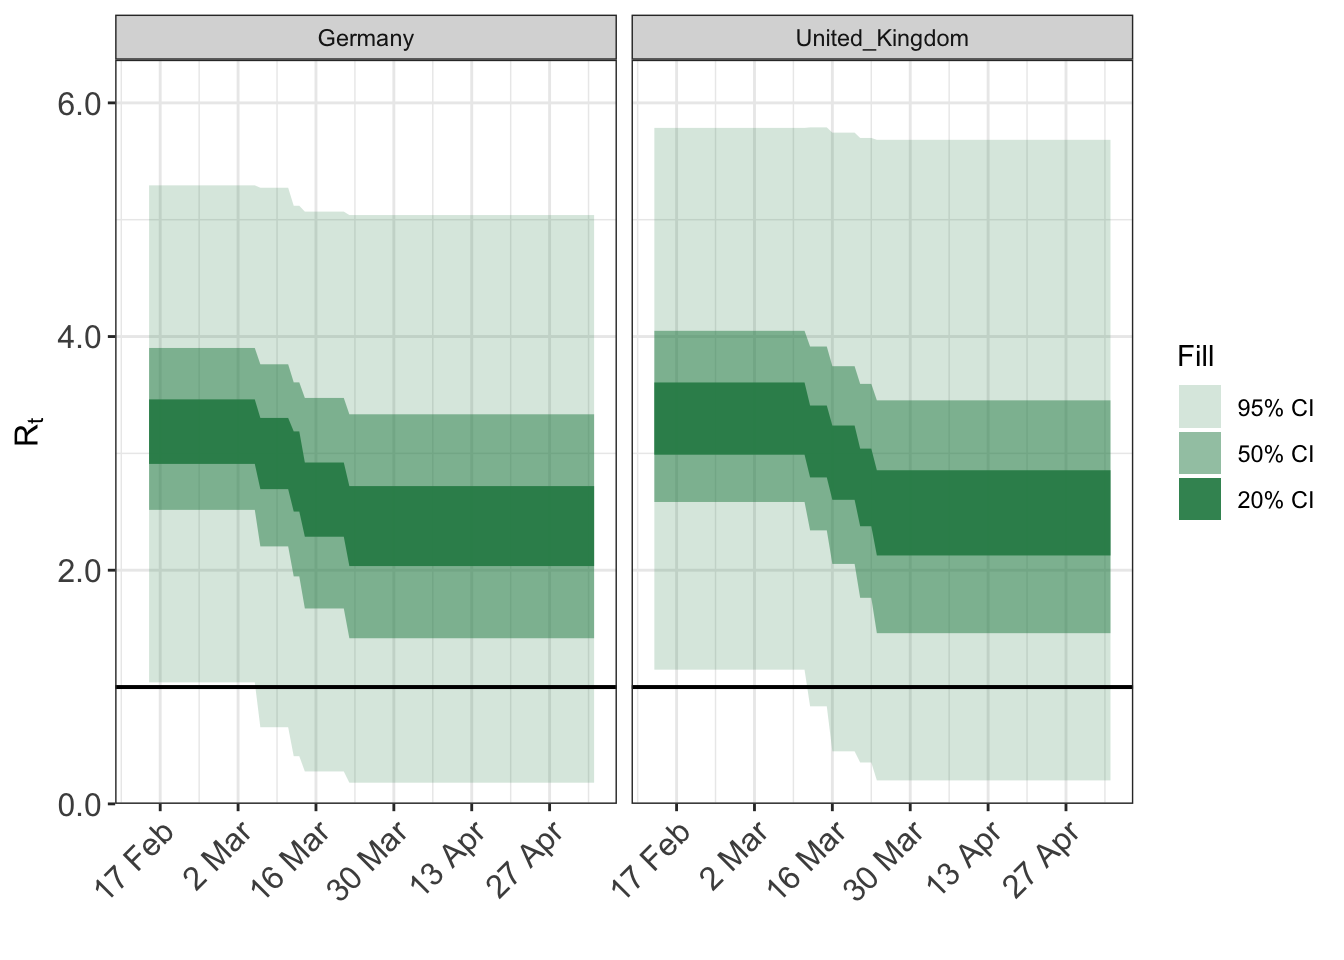 Germany
United_Kingdom
6.0
4.0
2.0
0.0
Rt
17 Feb
2 Mar
16 Mar
30 Mar
13 Apr
27 Apr
17 Feb
2 Mar
16 Mar
30 Mar
13 Apr
27 Apr
Fill
95% CI
50% CI
20% CI